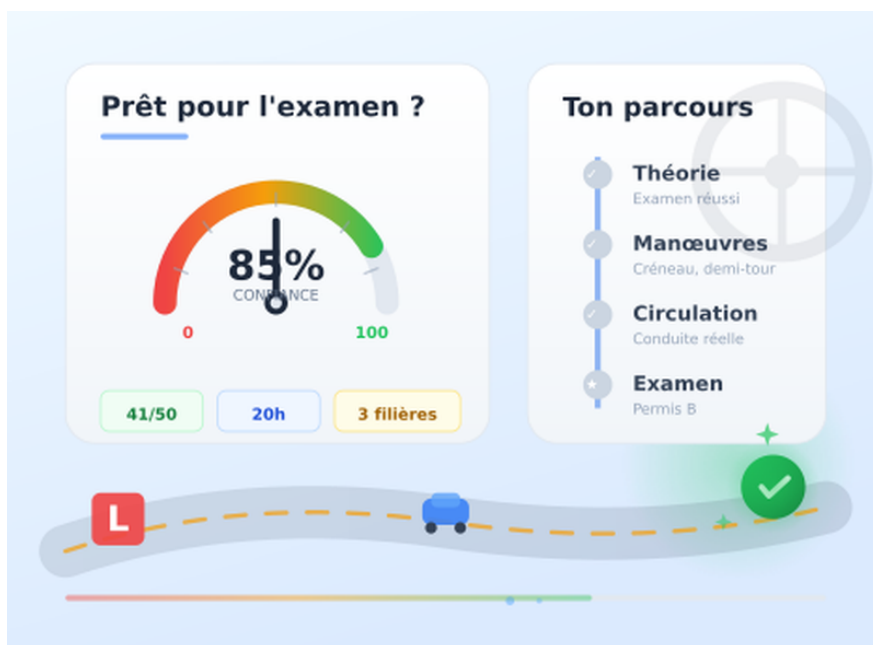 Prêt pour l'examen ?
85%
CONFIANCE
0
100
41/50
20h
3 filières
Ton parcours
Théorie
Examen réussi
Manœuvres
Créneau, demi-tour
Circulation
Conduite réelle
Examen
Permis B
L